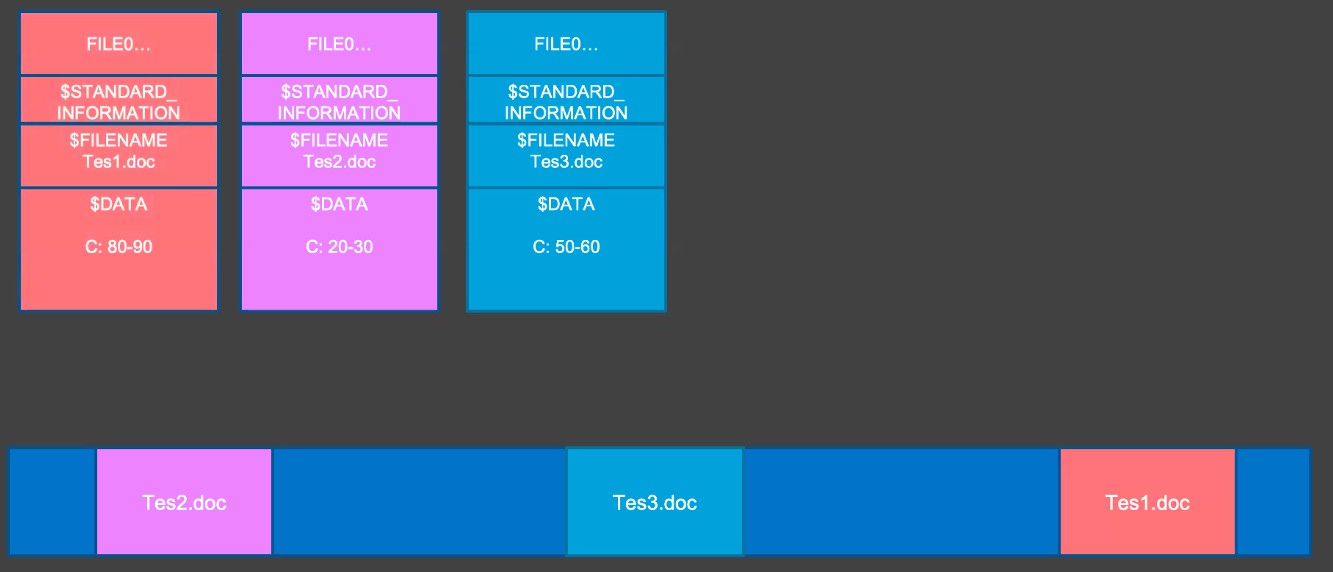 FILE0…
$STANDARD_
INFORMATION
$FILENAME
Tes1.doc
$DATA
C: 80-90
FILE0…
$STANDARD_
INFORMATION
$FILENAME
Tes2.doc
$DATA
C: 20-30
FILE0…
$STANDARD_
INFORMATION
$FILENAME
Tes3.doc
$DATA
C: 50-60
Tes2.doc
Tes3.doc
Tes1.doc